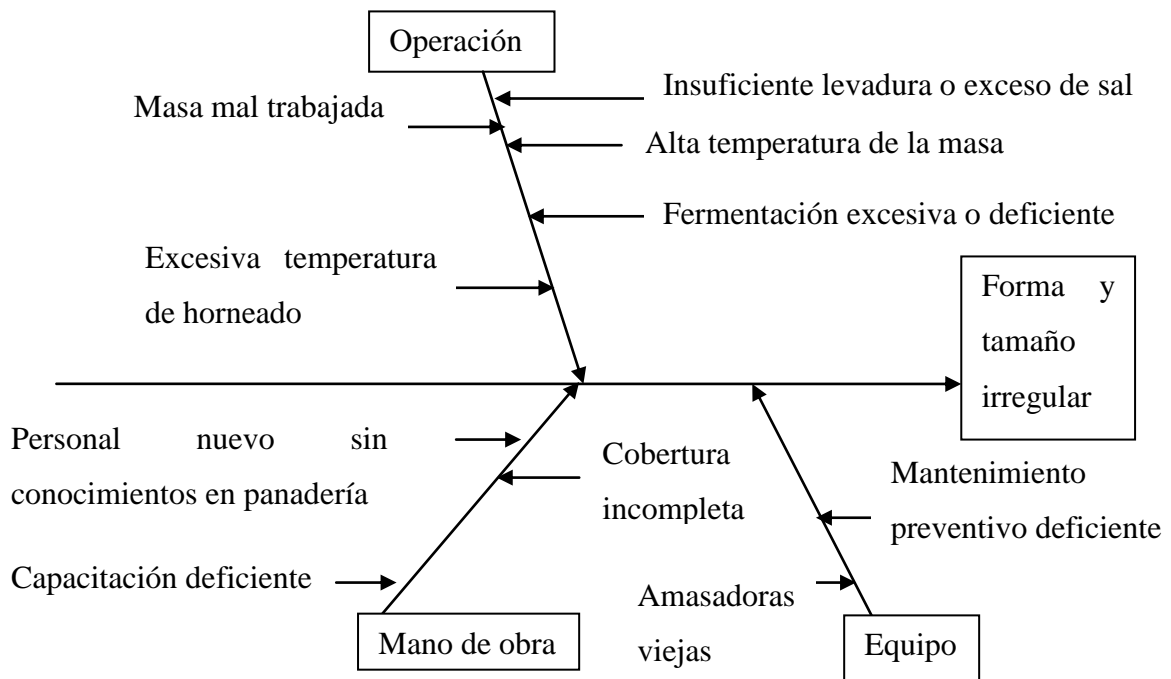 Operación
Insuficiente levadura o exceso de sal
Masa mal trabajada
Alta temperatura de la masa
Fermentación excesiva o deficiente
Excesiva temperatura
de horneado
Forma y
tamaño
irregular
Personal nuevo sin
conocimientos en panadería
Cobertura
incompleta
Mantenimiento
preventivo deficiente
Capacitación deficiente
Amasadoras
viejas
Mano de obra
Equipo